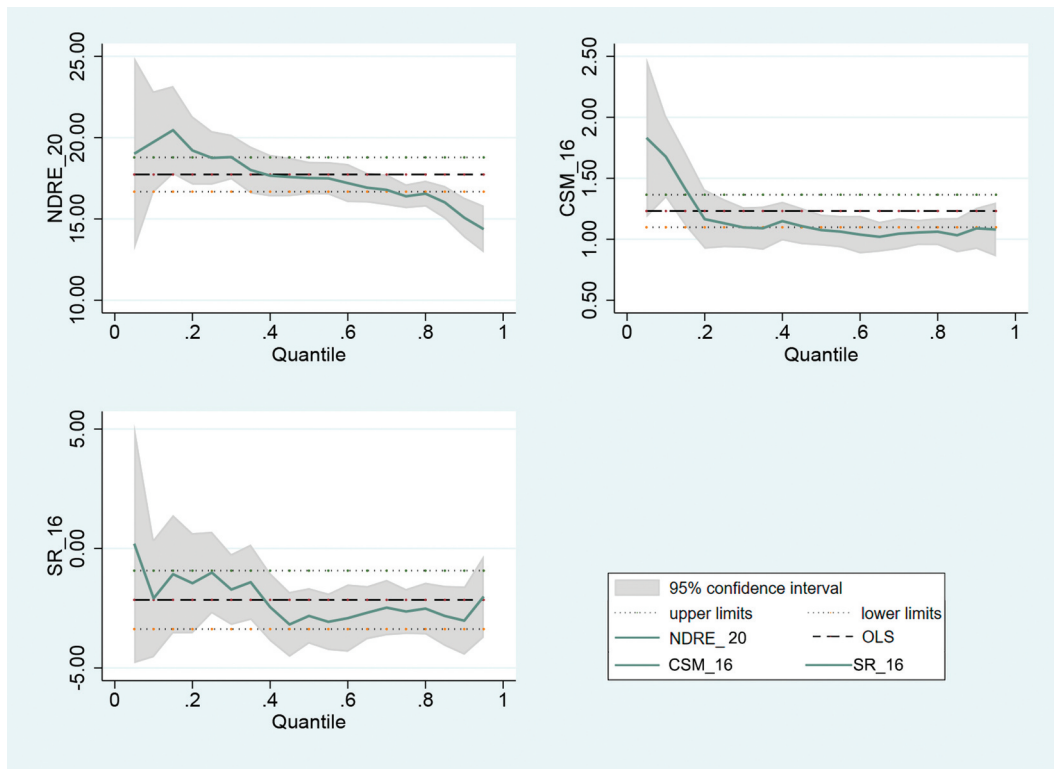 25.00
20.00
15.00
10.00
NDRE_20
0 .2 .4 .6 .8 1
Quantile
2.50
2.00
1.50
1.00
0.50
CSM_16
0 .2 .4 .6 .8 1
Quantile
5.00
0.00
-5.00
SR_16
0 .2 .4 .6 .8 1
Quantile
95% confidence interval
upper limits lower limits
NDRE_ 20 OLS
CSM_16 SR_16